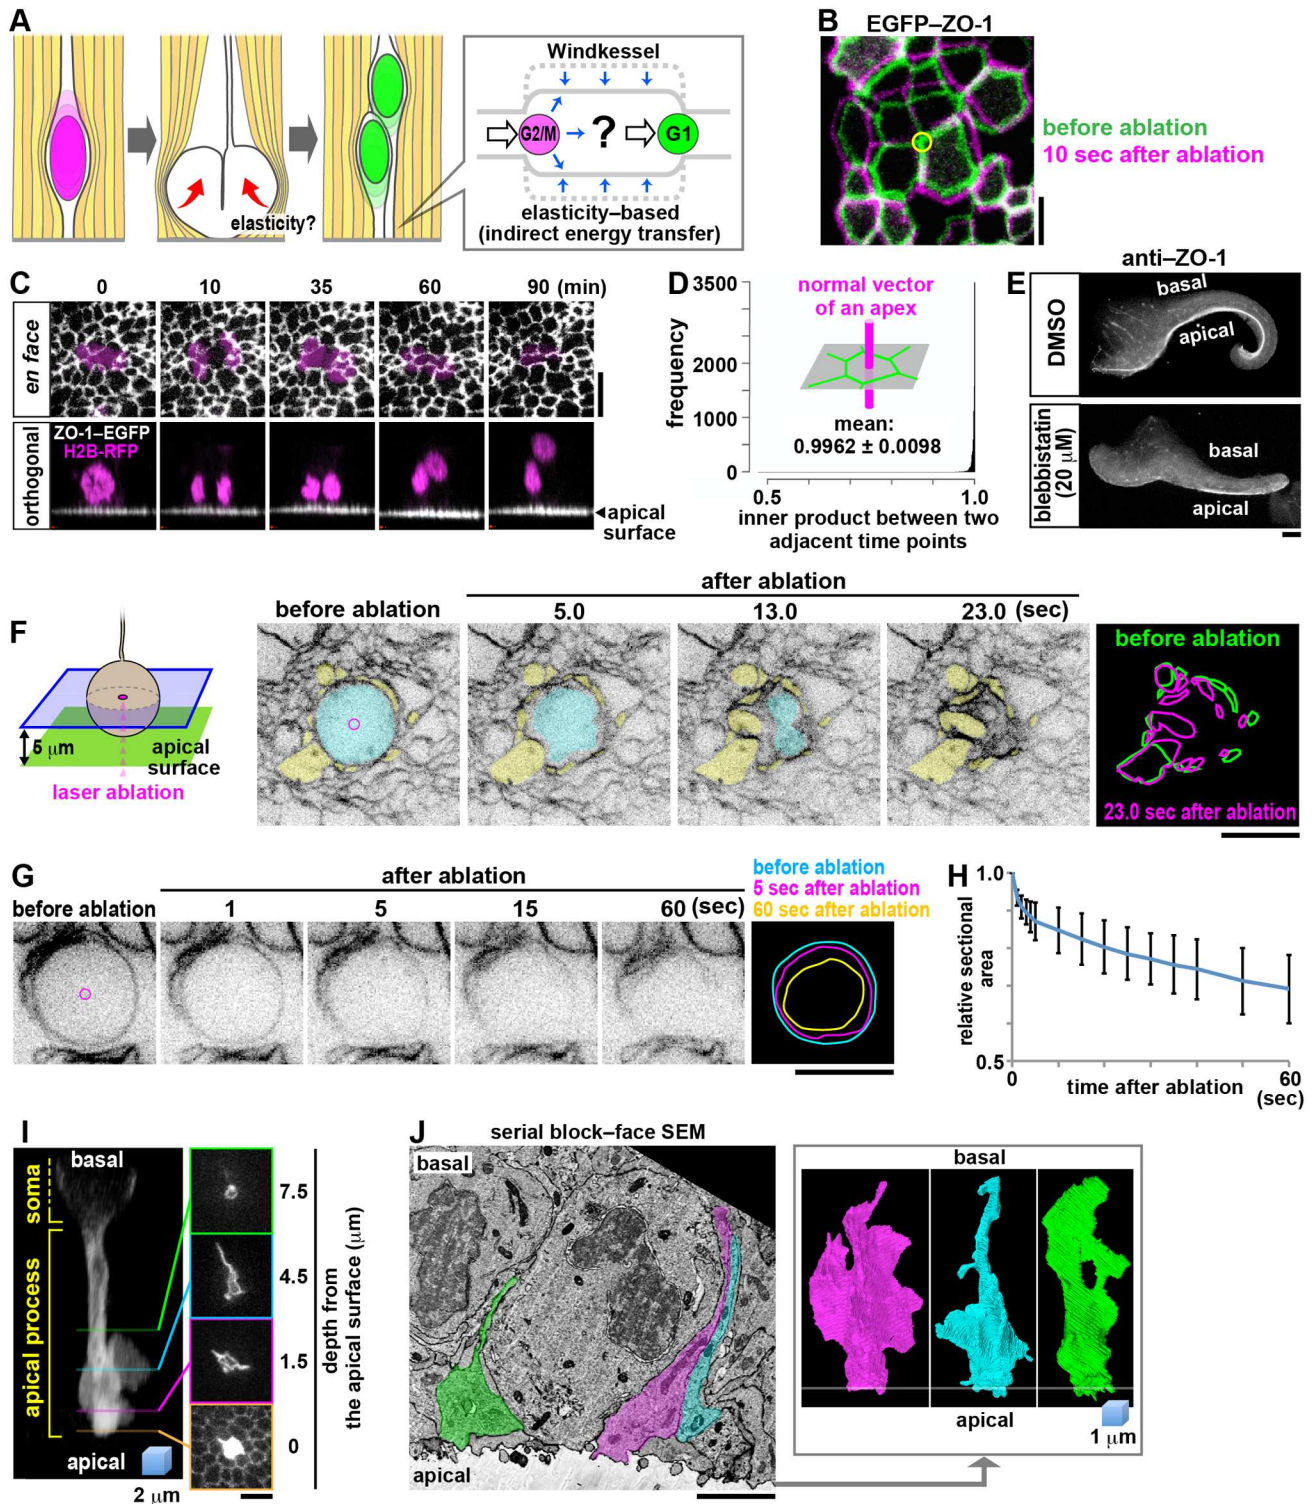 A
elasticity?
Windkessel
G2/M
?
G1
elasticity–based
(indirect energy transfer)
B
EGFP–ZO-1
before ablation
10 sec after ablation
C
0
10
35
60
90 (min)
en face
orthogonal
ZO-1–EGFP
H2B-RFP
apical
surface
D
3500
2000
1000
0
frequency
normal vector
of an apex
mean:
0.9962 ± 0.0098
0.5
1.0
inner product between two
adjacent time points
E
anti–ZO-1
DMSO
basal
apical
blebbistatin
(20 μM)
basal
apical
F
5 μm
apical
surface
laser ablation
after ablation
before ablation
5.0
13.0
23.0 (sec)
before ablation
23.0 sec after ablation
G
after ablation
before ablation
1
5
15
60 (sec)
before ablation
5 sec after ablation
60 sec after ablation
H
1.0
0.5
relative sectional
area
0
60
time after ablation
(sec)
I
basal
soma
apical process
apical
2 μm
7.5
4.5
1.5
0
depth from
the apical surface (μm)
J
serial block–face SEM
basal
apical
basal
apical
1 μm